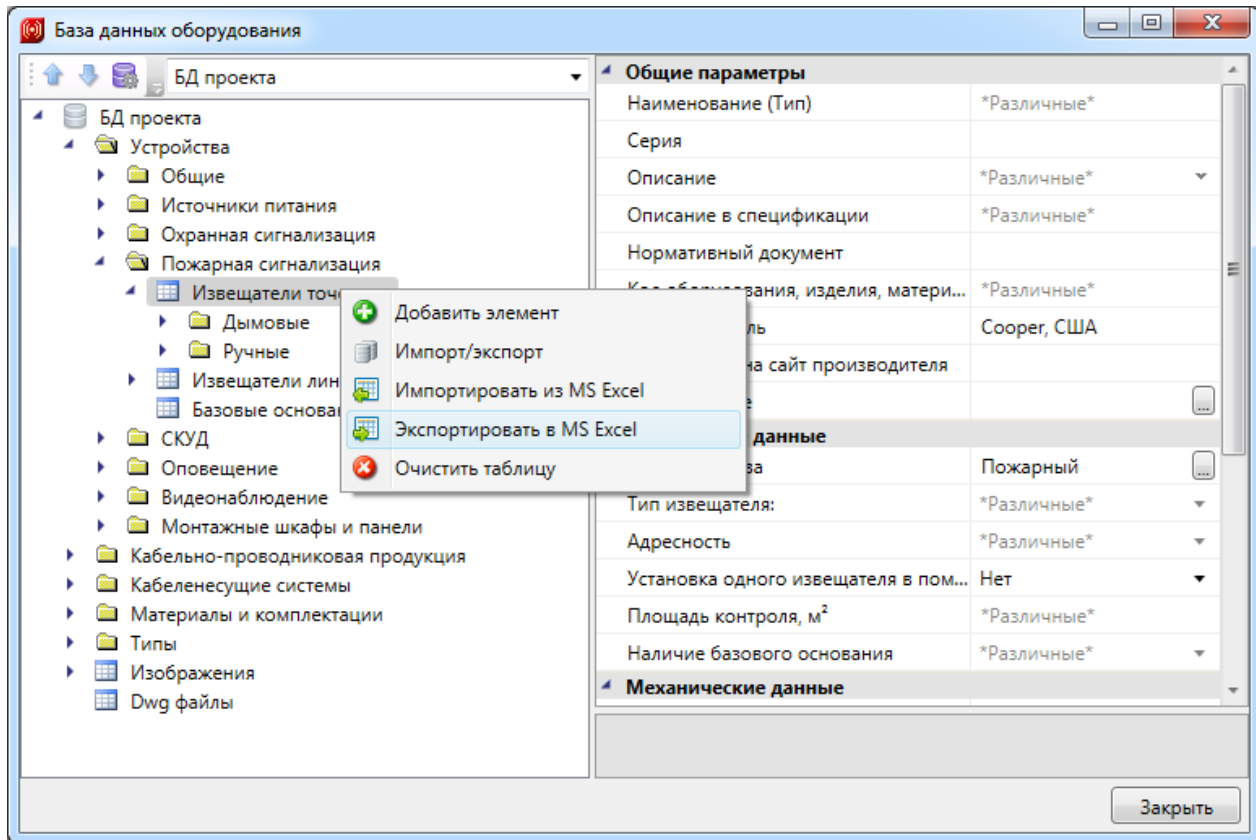 База данных оборудования
БД проекта
БД проекта
Устройства
Общие
Источники питания
Охранная сигнализация
Пожарная сигнализация
Извещатели
Дымовые
Ручные
Извещатели
Базовые
СКУД
Оповещение
Видеонаблюдение
Монтажные шкафы и панели
Кабельно-проводниковая продукция
Кабеленесущие системы
Материалы и комплектации
Типы
Изображения
Dwg файлы
Добавить элемент
Импорт/экспорт
Импортировать из MS Excel
Экспортировать в MS Excel
Очистить таблицу
Общие параметры
Наименование (Тип) *Различные*
Серия
Описание *Различные*
Описание в спецификации *Различные*
Нормативный документ
изделия, матери... *Различные*
Cooper, США
на сайт производителя
...
данные
Пожарный ...
Тип извещателя: *Различные*
Адресность *Различные*
Установка одного извещателя в пом... Нет
Площадь контроля, м² *Различные*
Наличие базового основания *Различные*
Механические данные
Закрыть